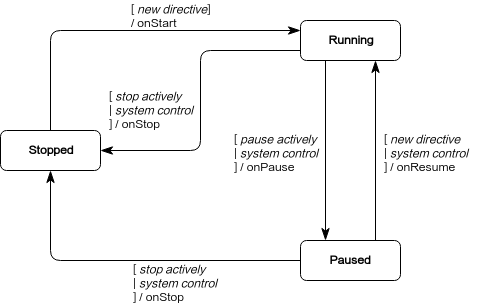 [ new directive]
/ onStart
Running
[ stop actively
| system control
] / onStop
Stopped
[ pause actively
| system control
] / onPause
[ new directive
| system control
] / onResume
Paused
[ stop actively
| system control
] / onStop